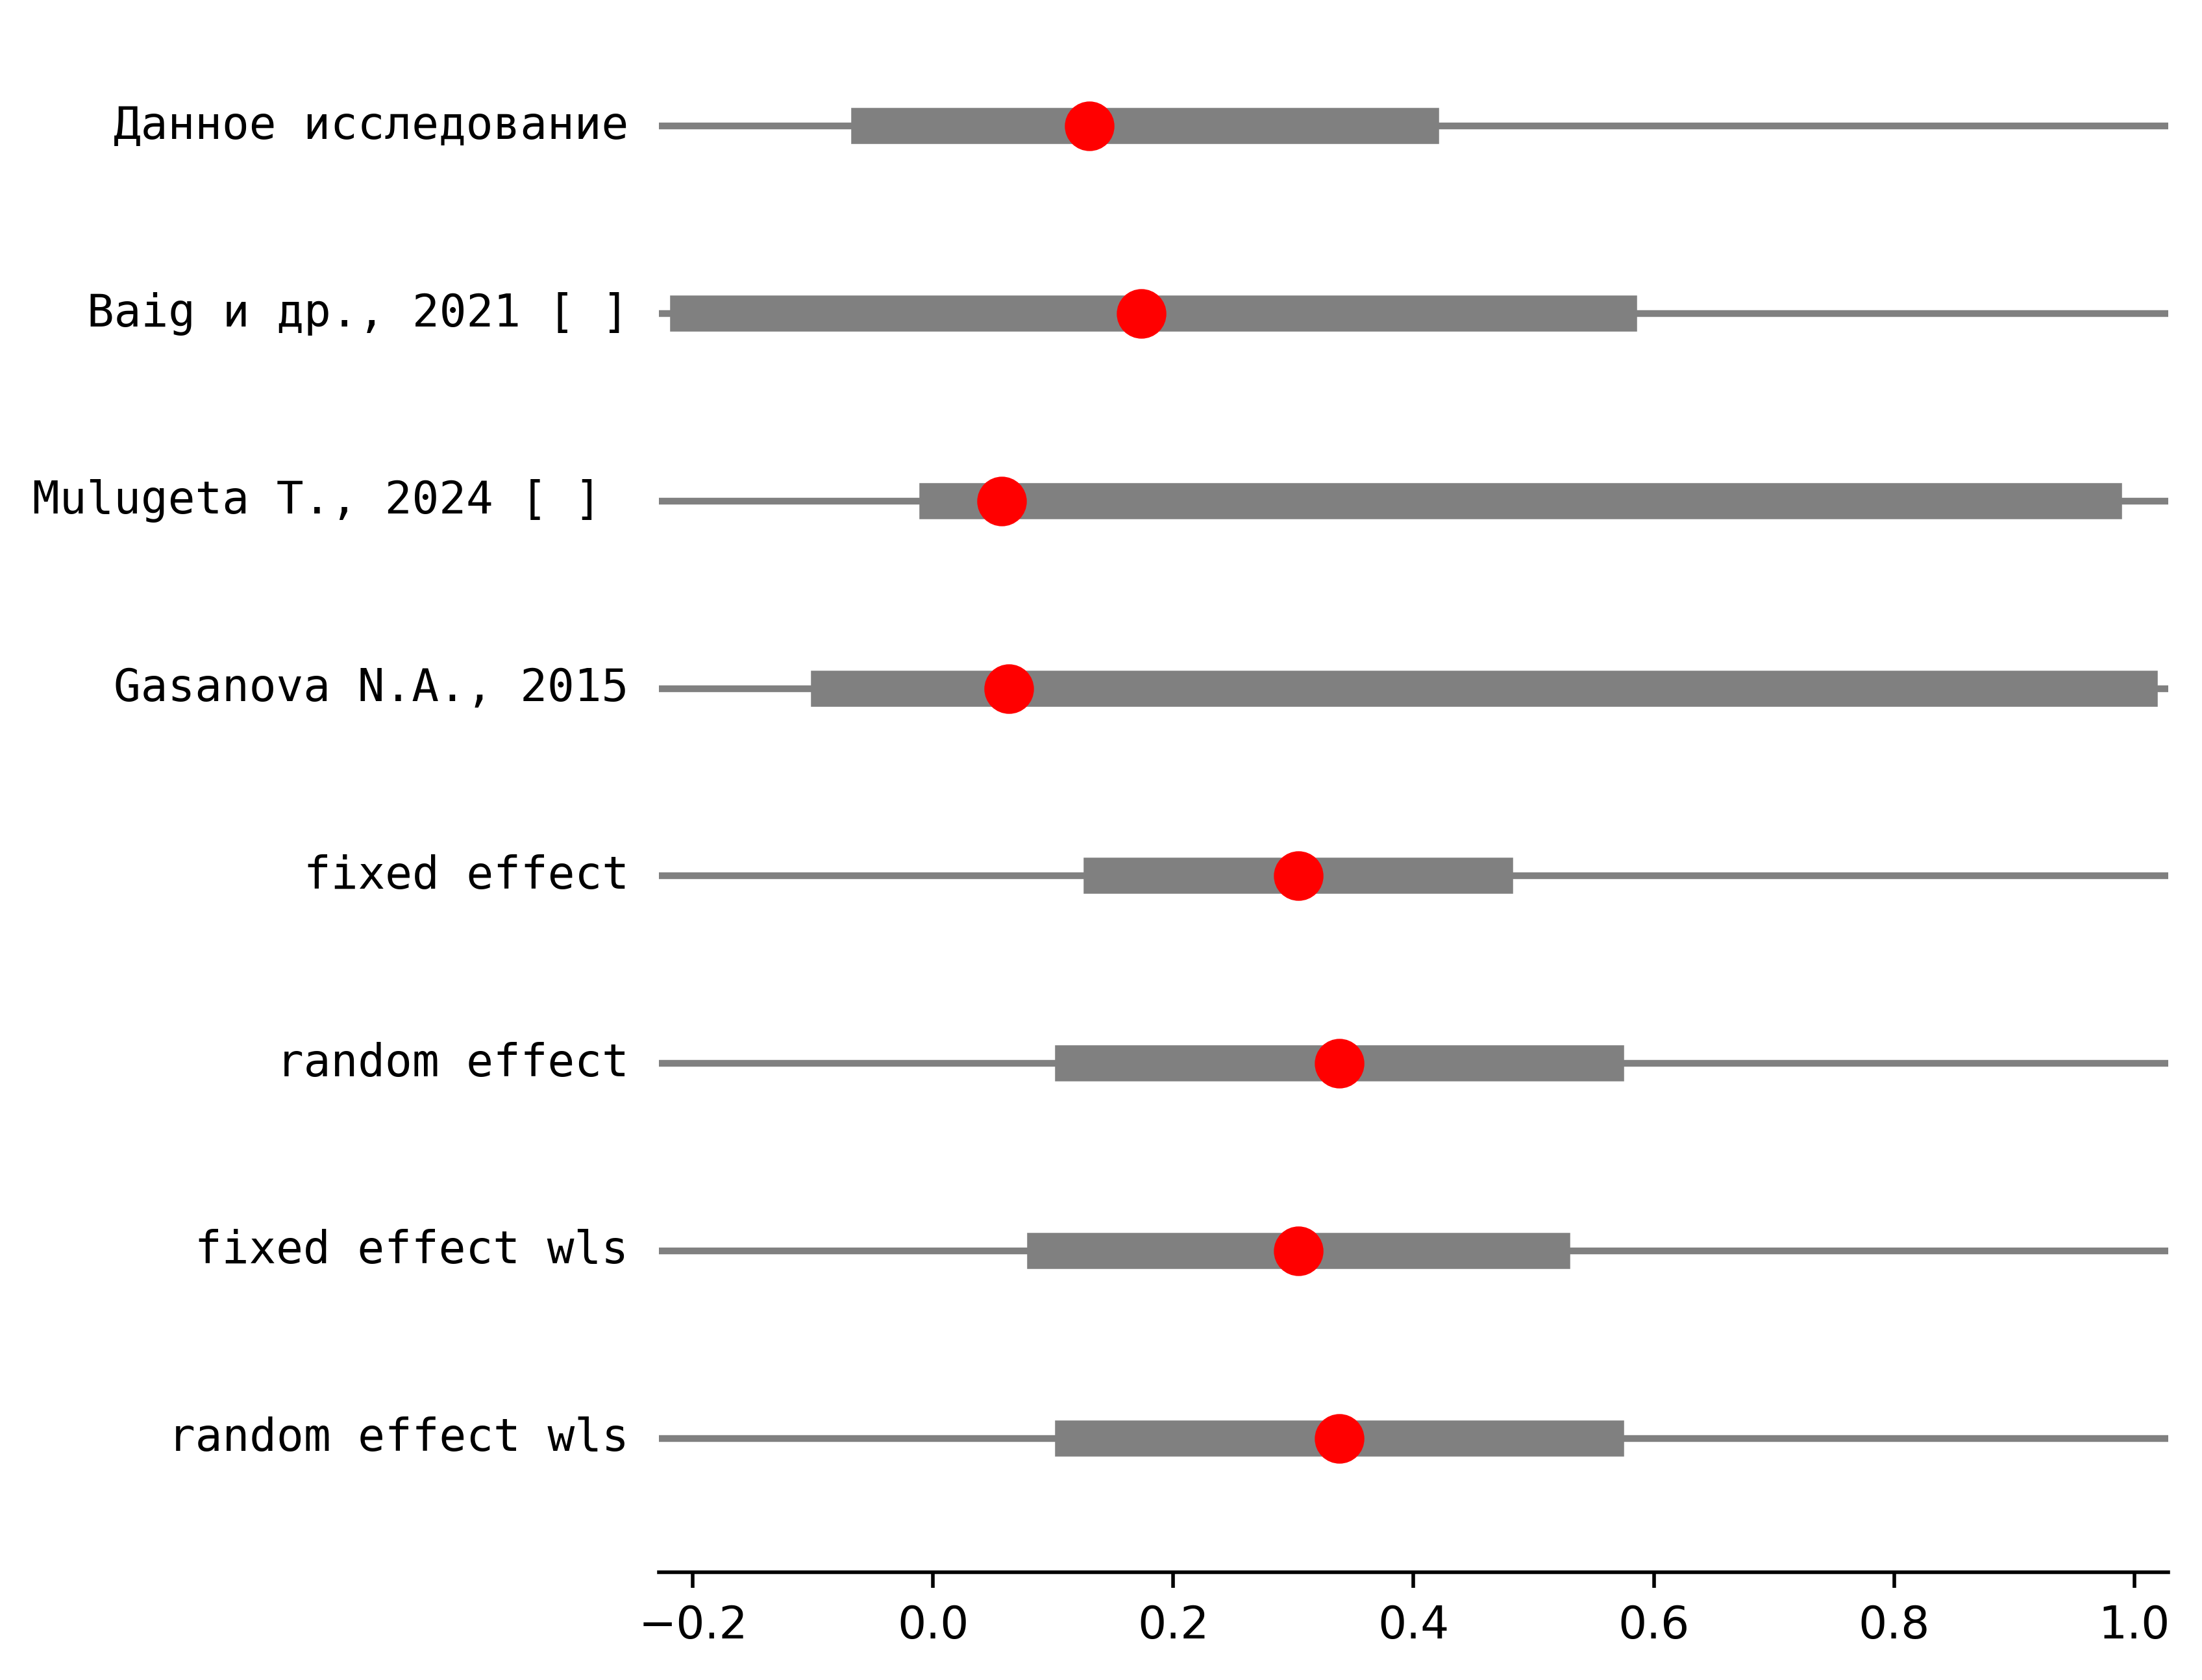 Данное исследование
Baig и др., 2021 [ ]
Mulugeta T., 2024 [ ]
Gasanova N.A., 2015
fixed effect
random effect
fixed effect wls
random effect wls
−0.2 0.0 0.2 0.4 0.6 0.8 1.0